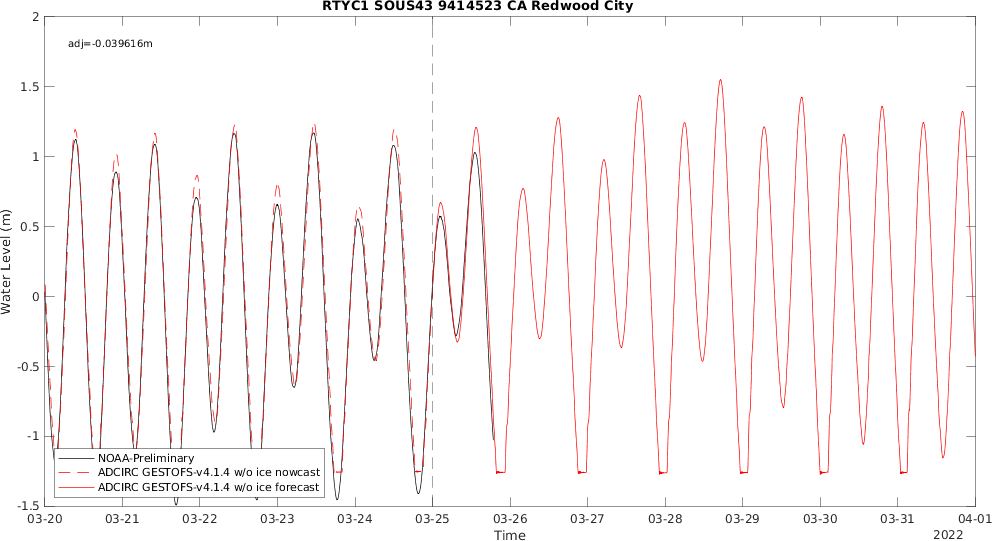 RTYC1 SOUS43 9414523 CA Redwood City
adj=-0.039616m
2
1.5
1
0.5
0
-0.5
-1
-1.5
Water Level (m)
NOAA-Preliminary
ADCIRC GESTOFS-v4.1.4 w/o ice nowcast
ADCIRC GESTOFS-v4.1.4 w/o ice forecast
03-20 03-21 03-22 03-23 03-24 03-25 03-26 03-27 03-28 03-29 03-30 03-31 04-01
Time
2022